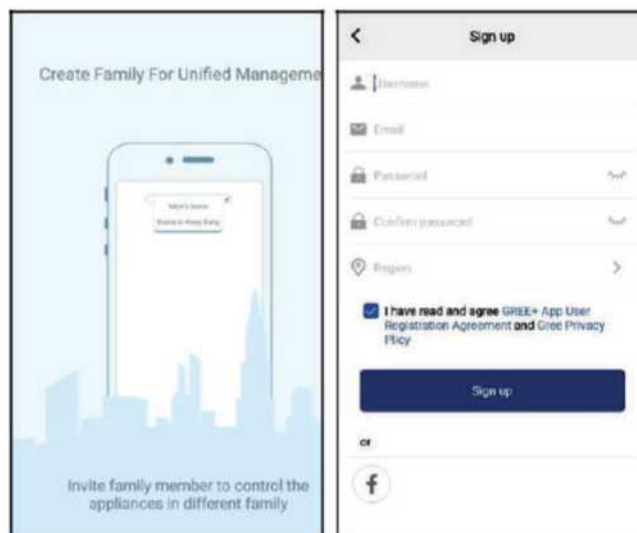 Create Family For Unified Manageme
Invite family member to control the
appliances in different family
Sign up
Username
Email
Password
Confirm password
Region
I have read and agree GREE+ App User
Registration Agreement and Gree Privacy
Plicy
Sign up
or
f